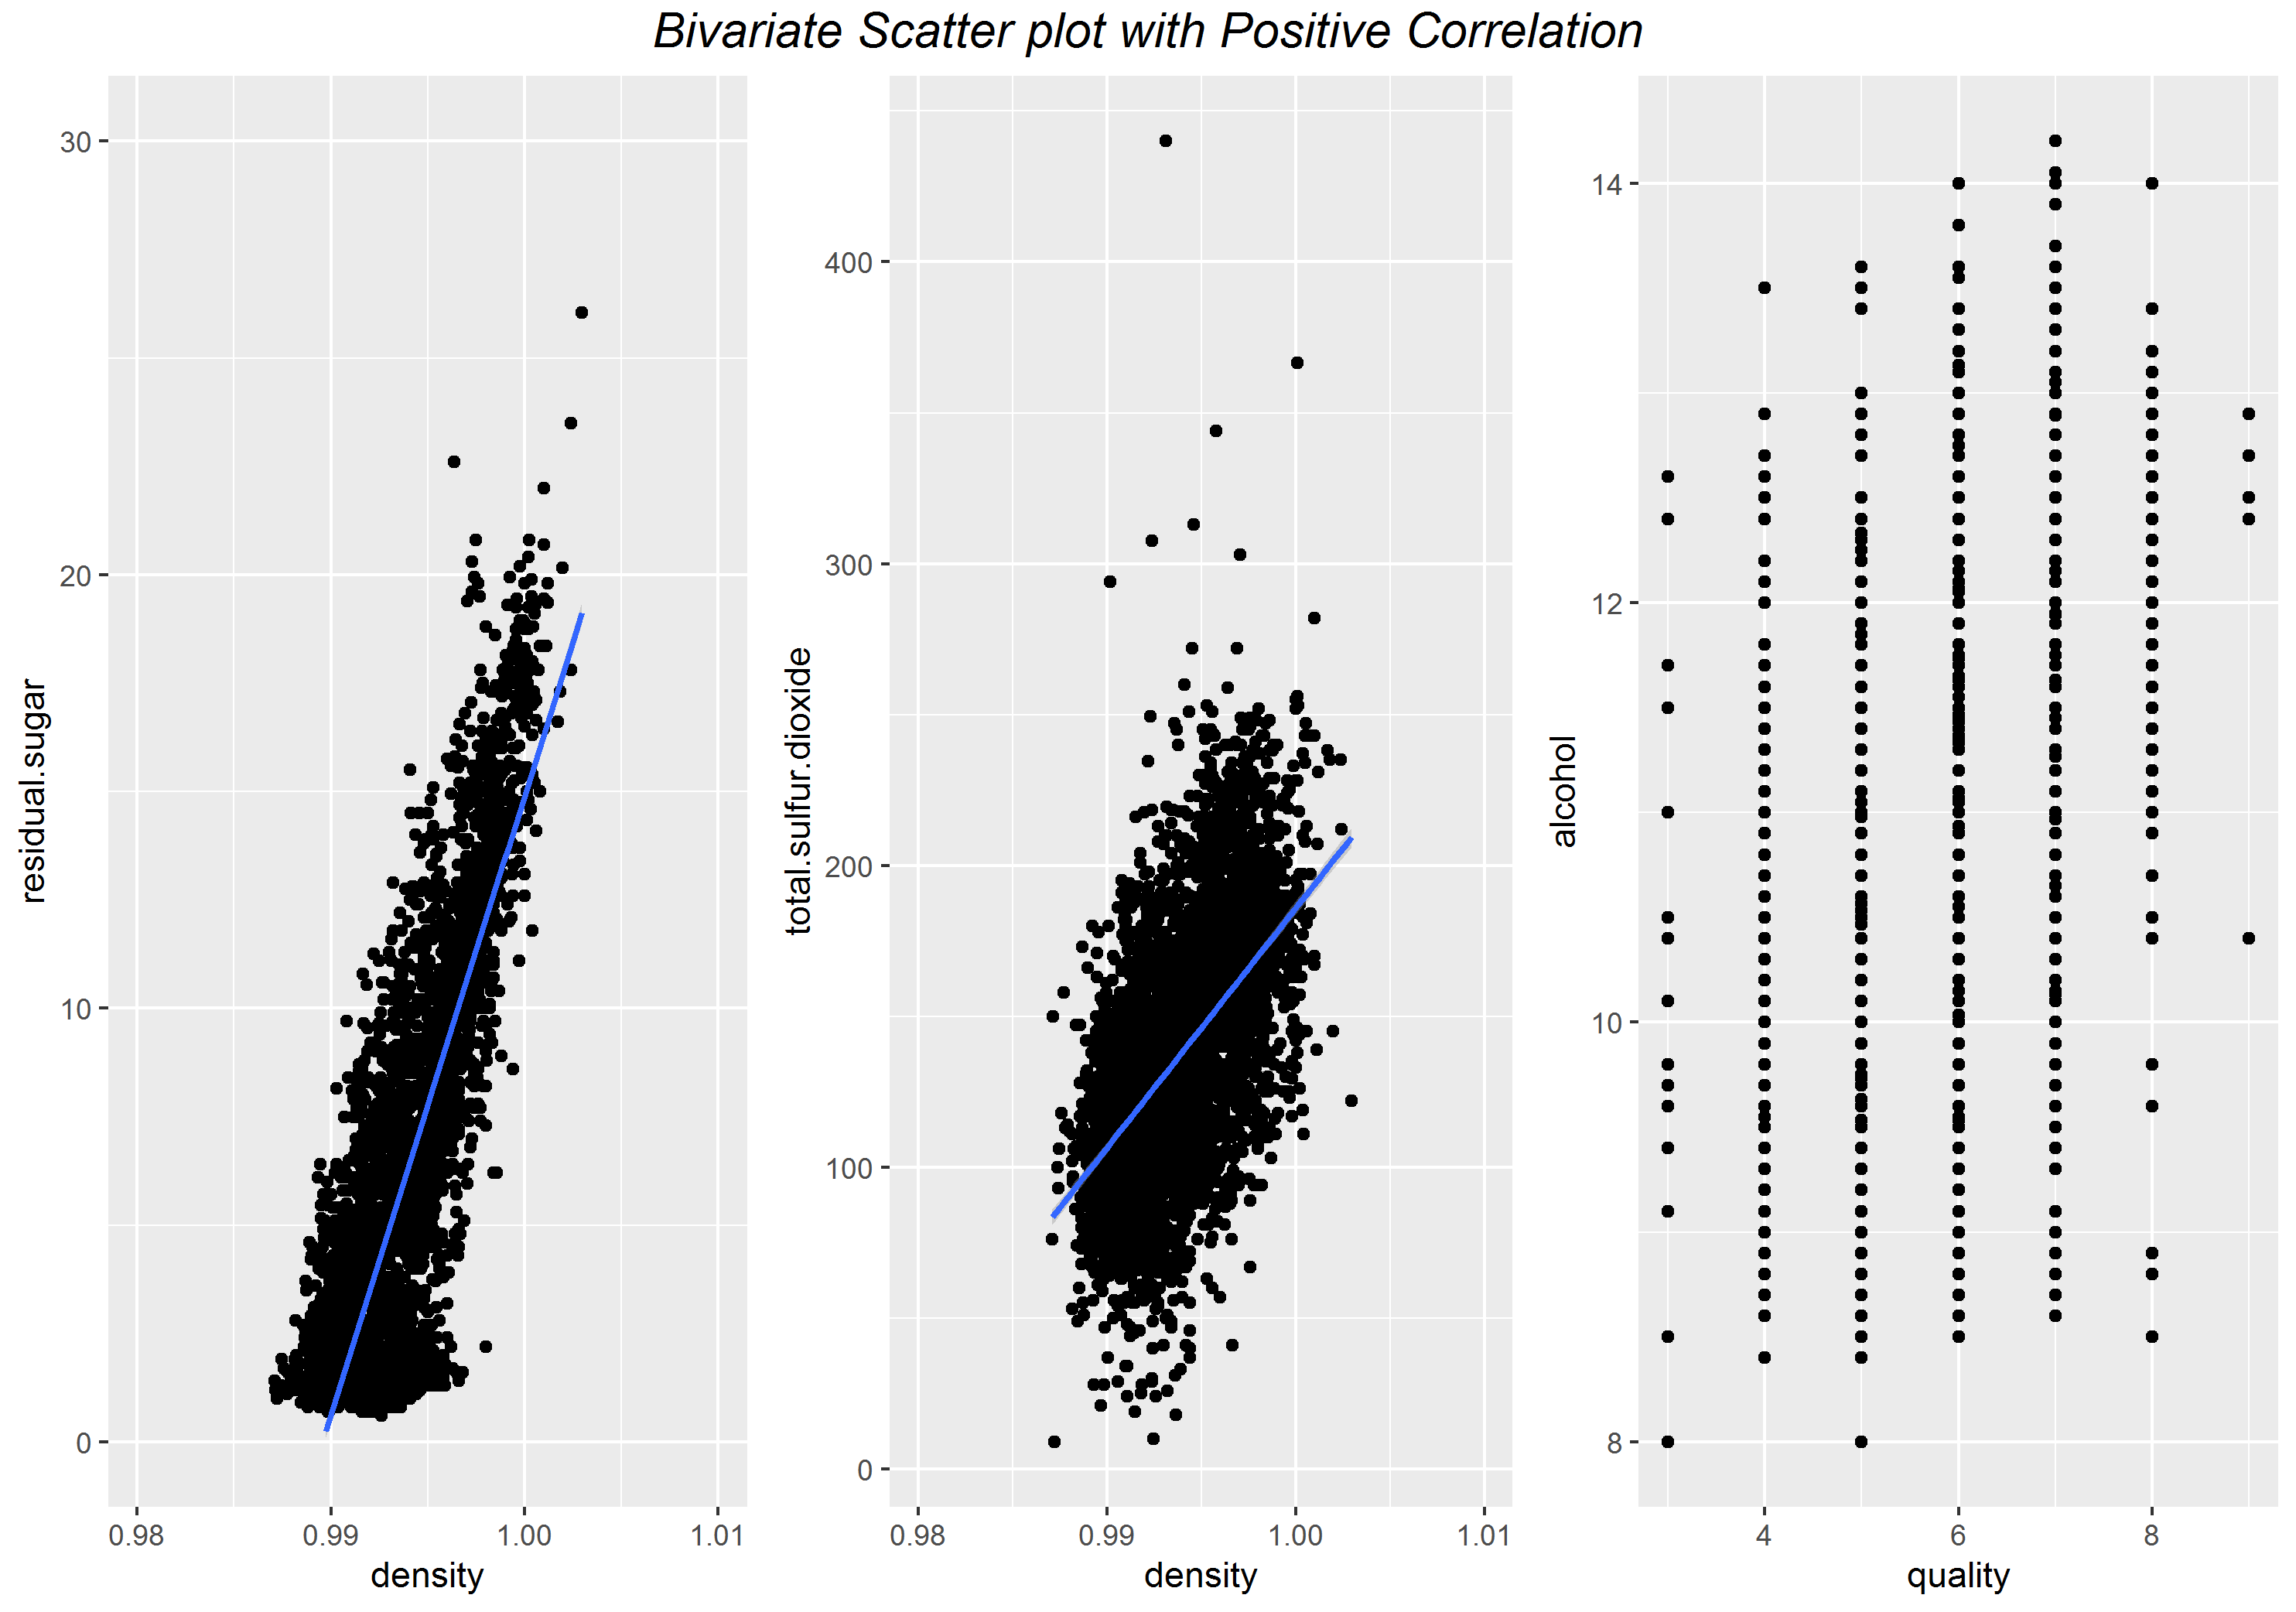 Bivariate Scatter plot with Positive Correlation
30
20
10
0
residual.sugar
0.98 0.99 1.00 1.01
density
400
300
200
100
0
total.sulfur.dioxide
0.98 0.99 1.00 1.01
density
14
12
10
8
alcohol
4 6 8
quality